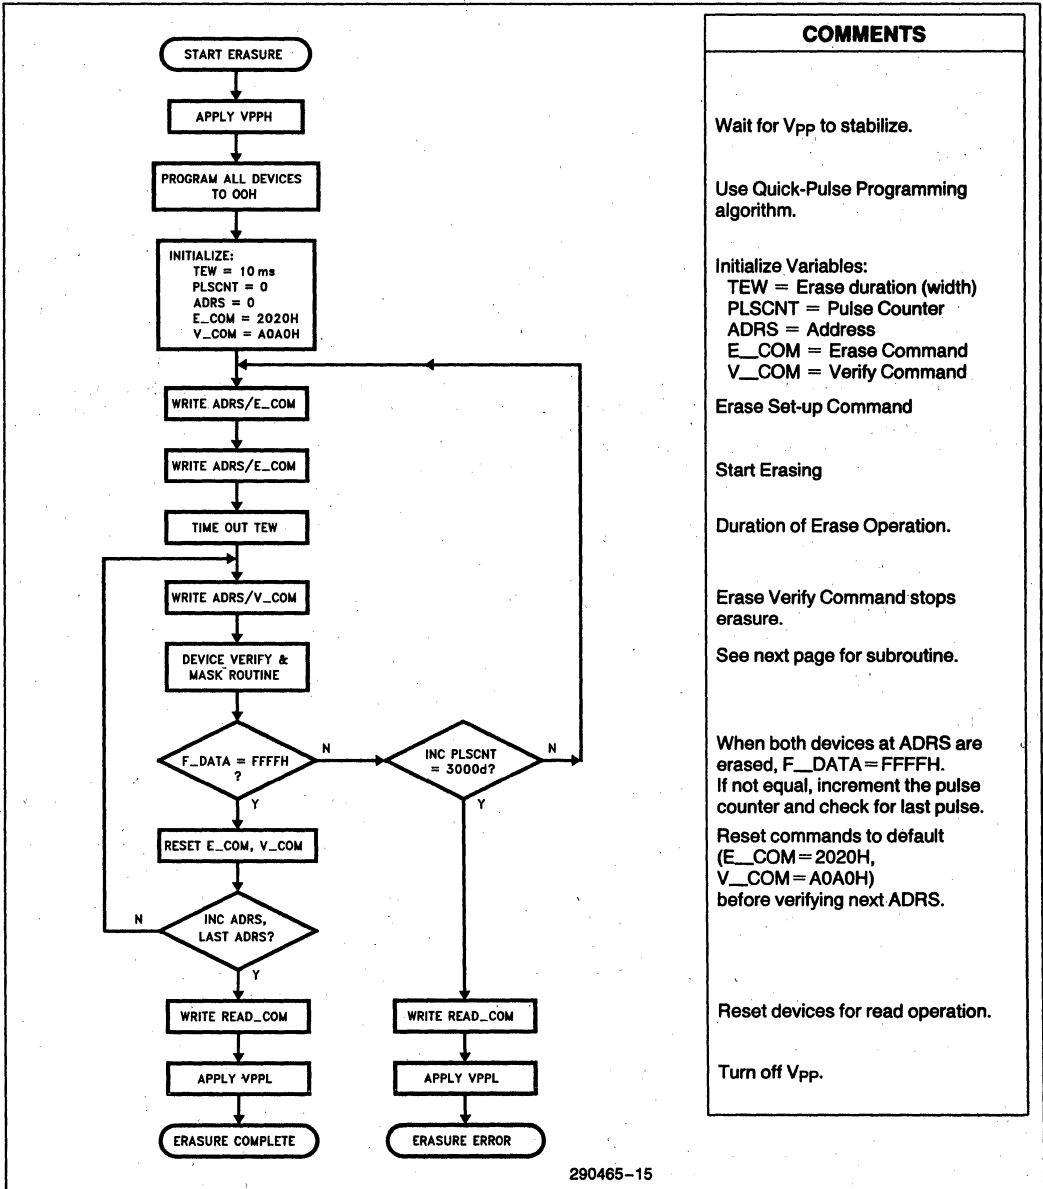 START ERASURE
APPLY VPPH
PROGRAM ALL DEVICES
TO 00H
INITIALIZE:
TEW = 10 ms
PLSCNT = 0
ADRS = 0
E_COM = 2020H
V_COM = A0A0H
WRITE ADRS/E_COM
WRITE ADRS/E_COM
TIME OUT TEW
WRITE ADRS/V_COM
DEVICE VERIFY &
MASK ROUTINE
F_DATA = FFFFH
?
N
Y
INC PLSCNT
= 3000d?
N
Y
RESET E_COM, V_COM
INC ADRS,
LAST ADRS?
N
Y
WRITE READ_COM
APPLY VPPL
ERASURE COMPLETE
WRITE READ_COM
APPLY VPPL
ERASURE ERROR
COMMENTS
Wait for VPP to stabilize.
Use Quick-Pulse Programming
algorithm.
Initialize Variables:
TEW = Erase duration (width)
PLSCNT = Pulse Counter
ADRS = Address
E__COM = Erase Command
V__COM = Verify Command
Erase Set-up Command
Start Erasing
Duration of Erase Operation.
Erase Verify Command stops
erasure.
See next page for subroutine.
When both devices at ADRS are
erased, F__DATA=FFFFH.
If not equal, increment the pulse
counter and check for last pulse.
Reset commands to default
(E__COM=2020H,
V__COM=A0A0H)
before verifying next ADRS.
Reset devices for read operation.
Turn off VPP.
290465–15